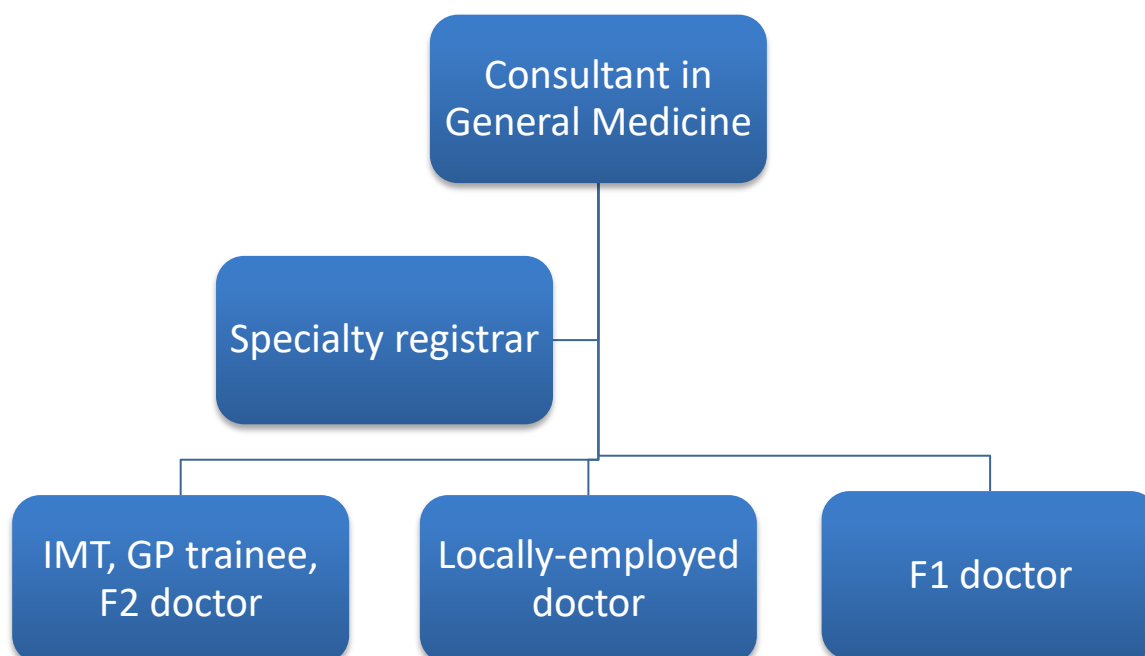 Consultant in
General Medicine
Specialty registrar
IMT, GP trainee,
F2 doctor
Locally-employed
doctor
F1 doctor